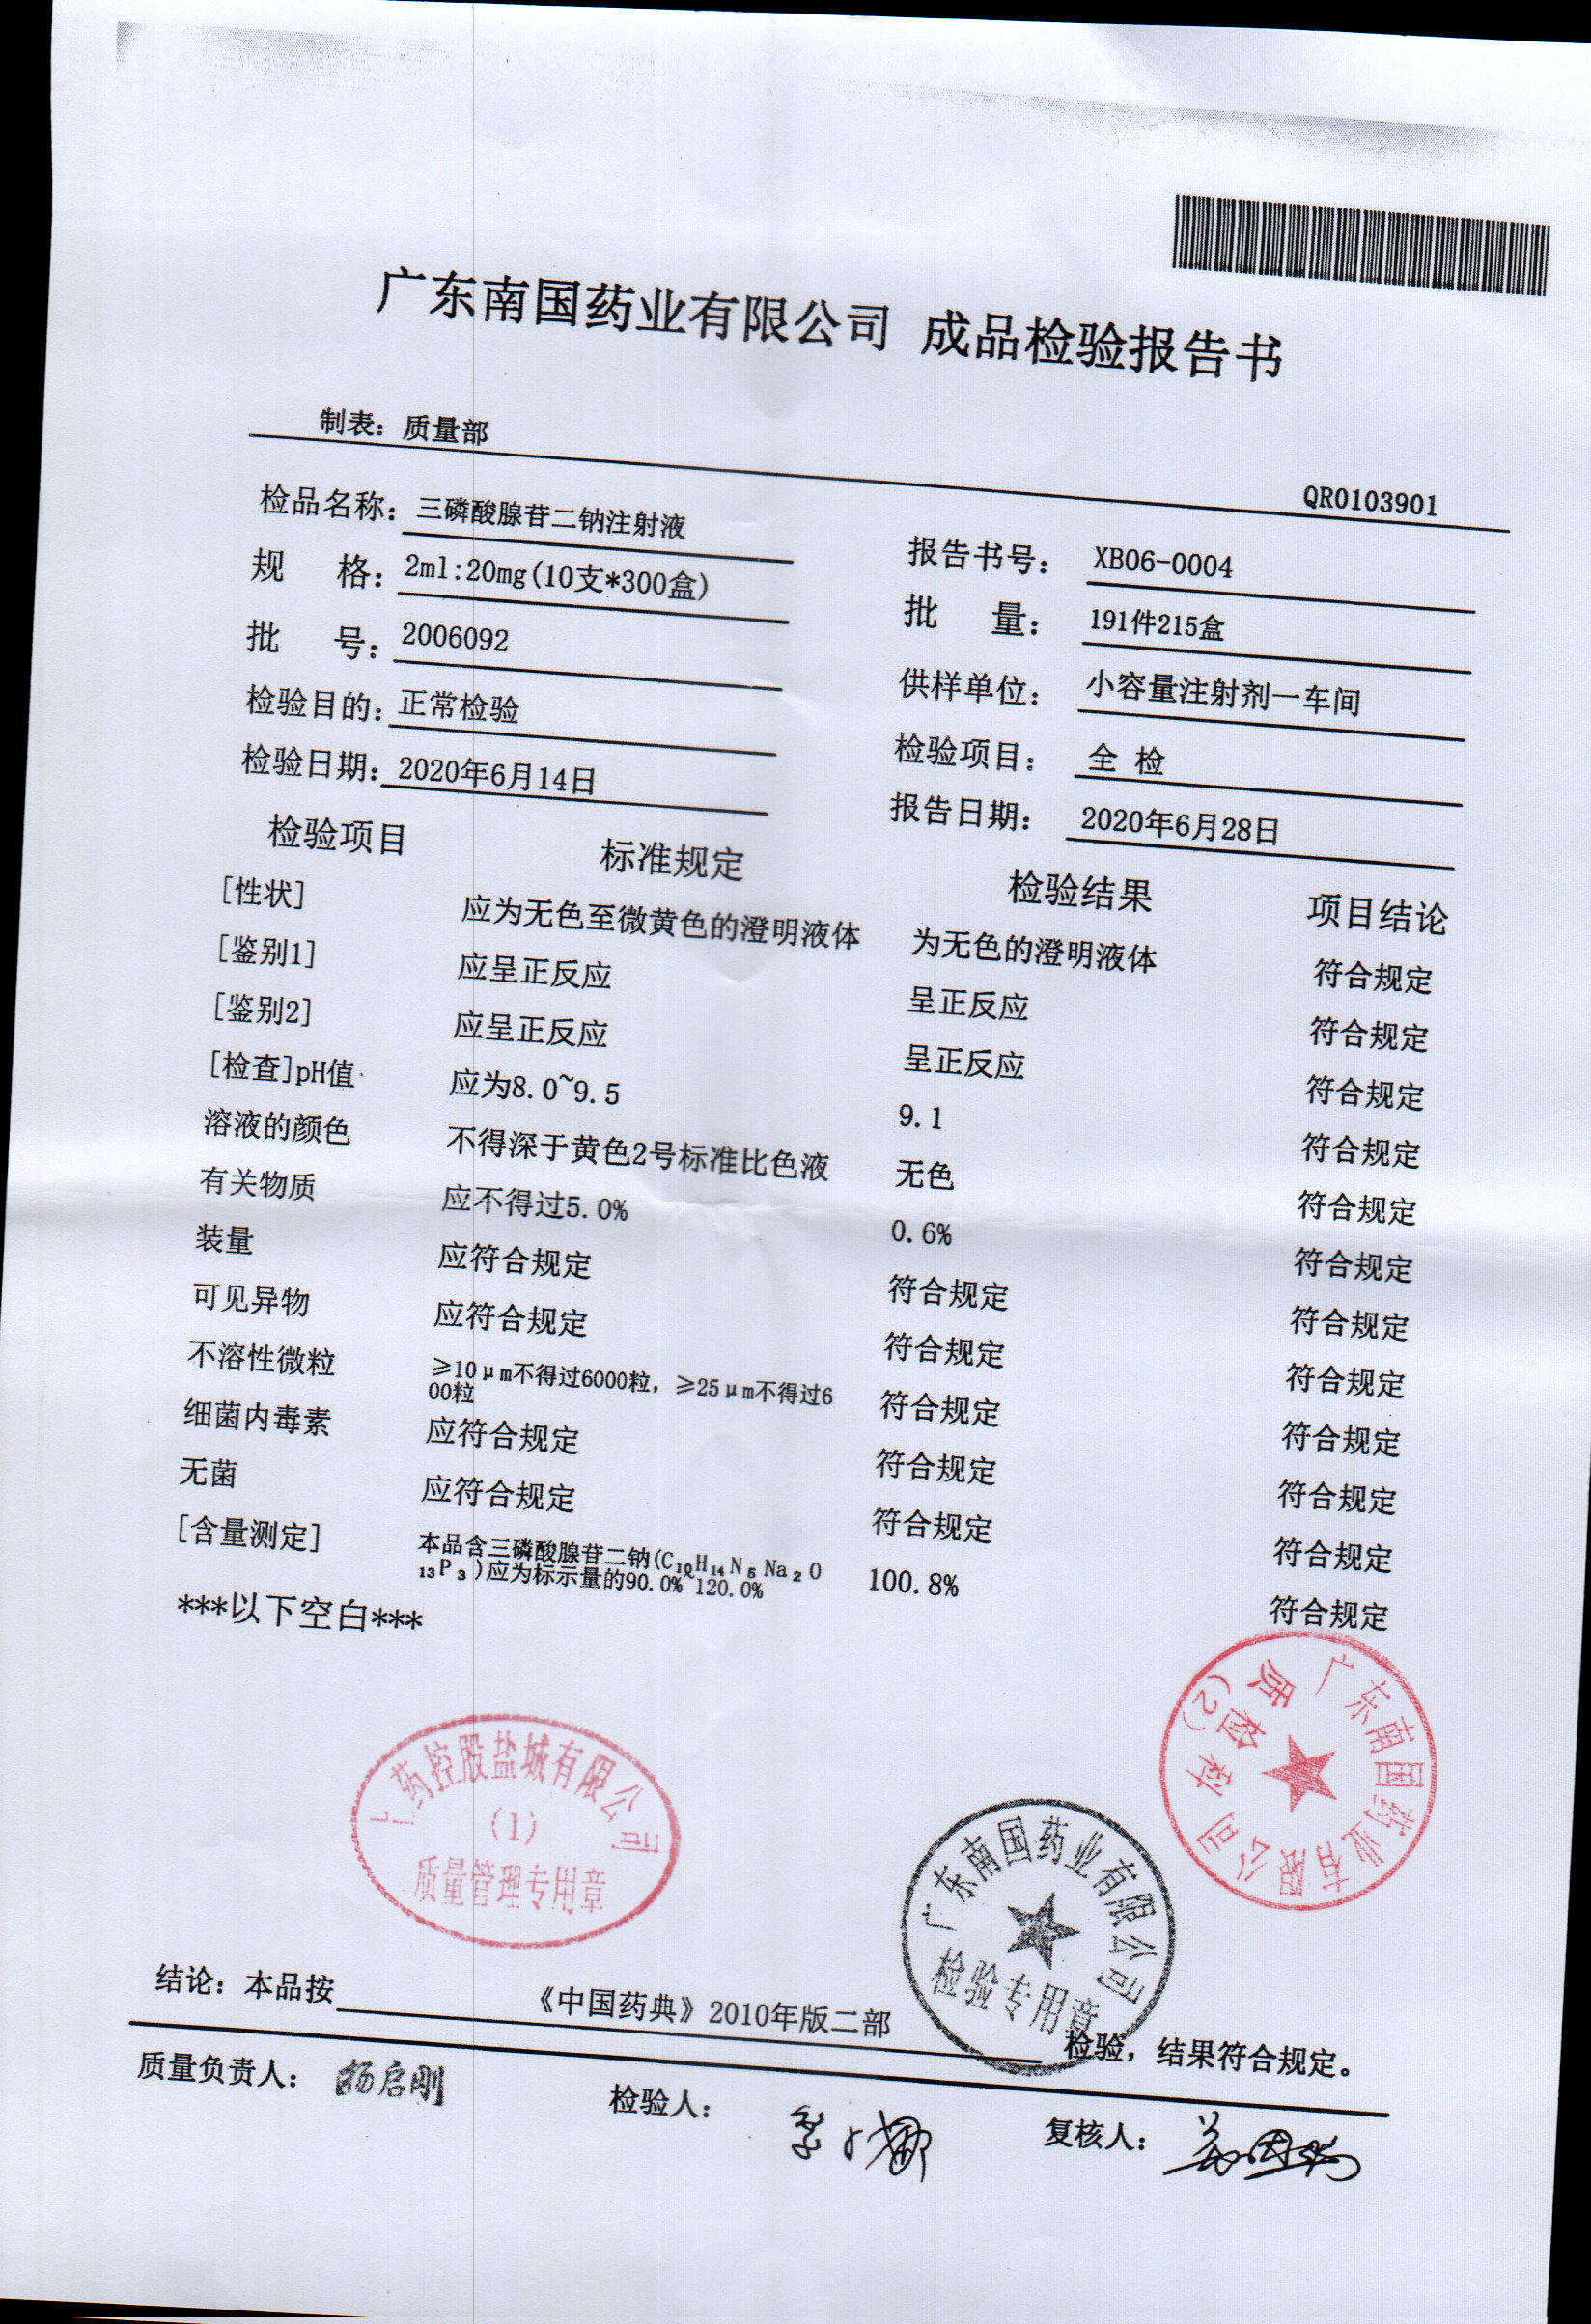 广东南国药业有限公司 成品检验报告书
制表：质量部
QR0103901
检品名称：三磷酸腺苷二钠注射液 报告书号：XB06-0004
规 格：2ml:20mg(10支*300盒) 批 量：191件215盒
批 号：2006092 供样单位：小容量注射剂一车间
检验目的：正常检验 检验项目：全 检
检验日期：2020年6月14日 报告日期：2020年6月28日
检验项目 标准规定 检验结果 项目结论
[性状] 应为无色至微黄色的澄明液体 为无色的澄明液体 符合规定
[鉴别1] 应呈正反应 呈正反应 符合规定
[鉴别2] 应呈正反应 呈正反应 符合规定
[检查]pH值 应为8.0~9.5 9.1 符合规定
溶液的颜色 不得深于黄色2号标准比色液 无色 符合规定
有关物质 应不得过5.0% 0.6% 符合规定
装量 应符合规定 符合规定 符合规定
可见异物 应符合规定 符合规定 符合规定
不溶性微粒 ≥10μm不得过6000粒，≥25μm不得过6
00粒 符合规定 符合规定
细菌内毒素 应符合规定 符合规定 符合规定
无菌 应符合规定 符合规定 符合规定
[含量测定] 本品含三磷酸腺苷二钠(C₁₀H₁₄N₅Na₂O
₁₃P₃)应为标示量的90.0%~120.0% 100.8% 符合规定
***以下空白***
广东南国药业有限公司
质检科
(2)
上药控股盐城有限公司
(1)
质量管理专用章
广东南国药业有限公司
检验专用章
结论：本品按 《中国药典》2010年版二部 检验，结果符合规定。
质量负责人：杨启刚 检验人： 复核人：